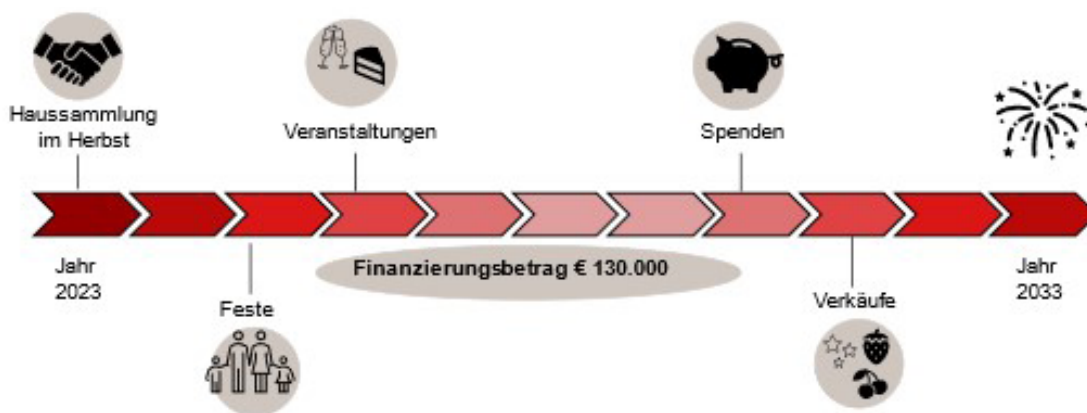 Haussammlung
im Herbst
Veranstaltungen
Spenden
Jahr
2023
Feste
Finanzierungsbetrag € 130.000
Verkäufe
Jahr
2033